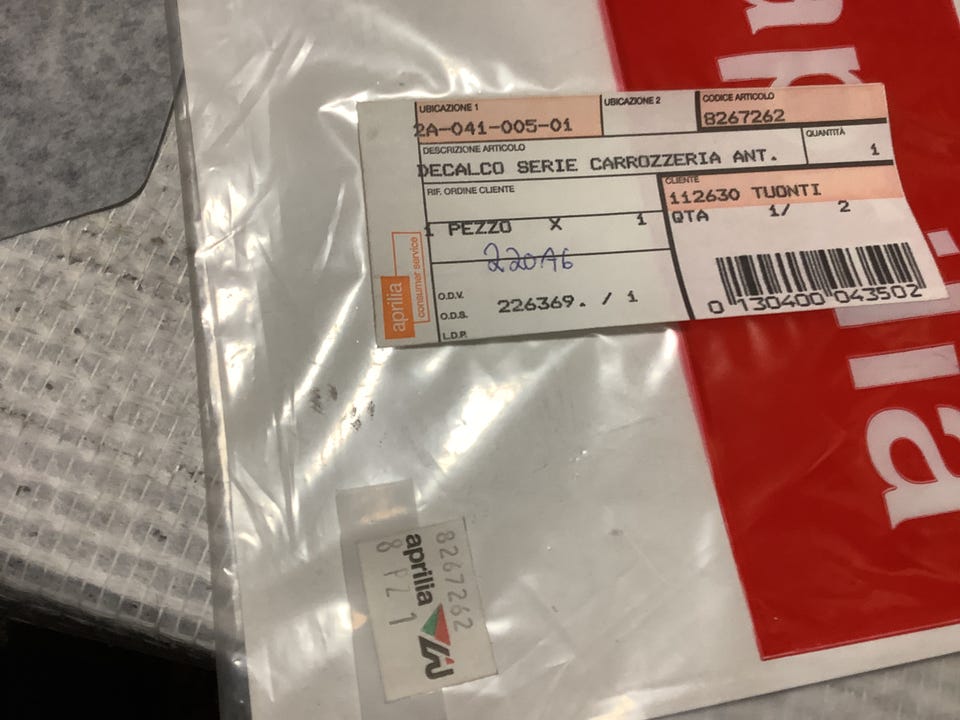 UBICAZIONE 1
2A-041-005-01
UBICAZIONE 2
CODICE ARTICOLO
8267262
DESCRIZIONE ARTICOLO
DECALCO SERIE CARROZZERIA ANT.
QUANTITÀ
1
RIF. ORDINE CLIENTE
CLIENTE
112630 TUONTI
1 PEZZO X 1
QTA 1/ 2
220A6
O.D.V.
O.D.S. 226369. / 1
L.D.P.
0 130400 043502
aprilia
consumer service
8267262
aprilia
8 PZ 1
aprilia